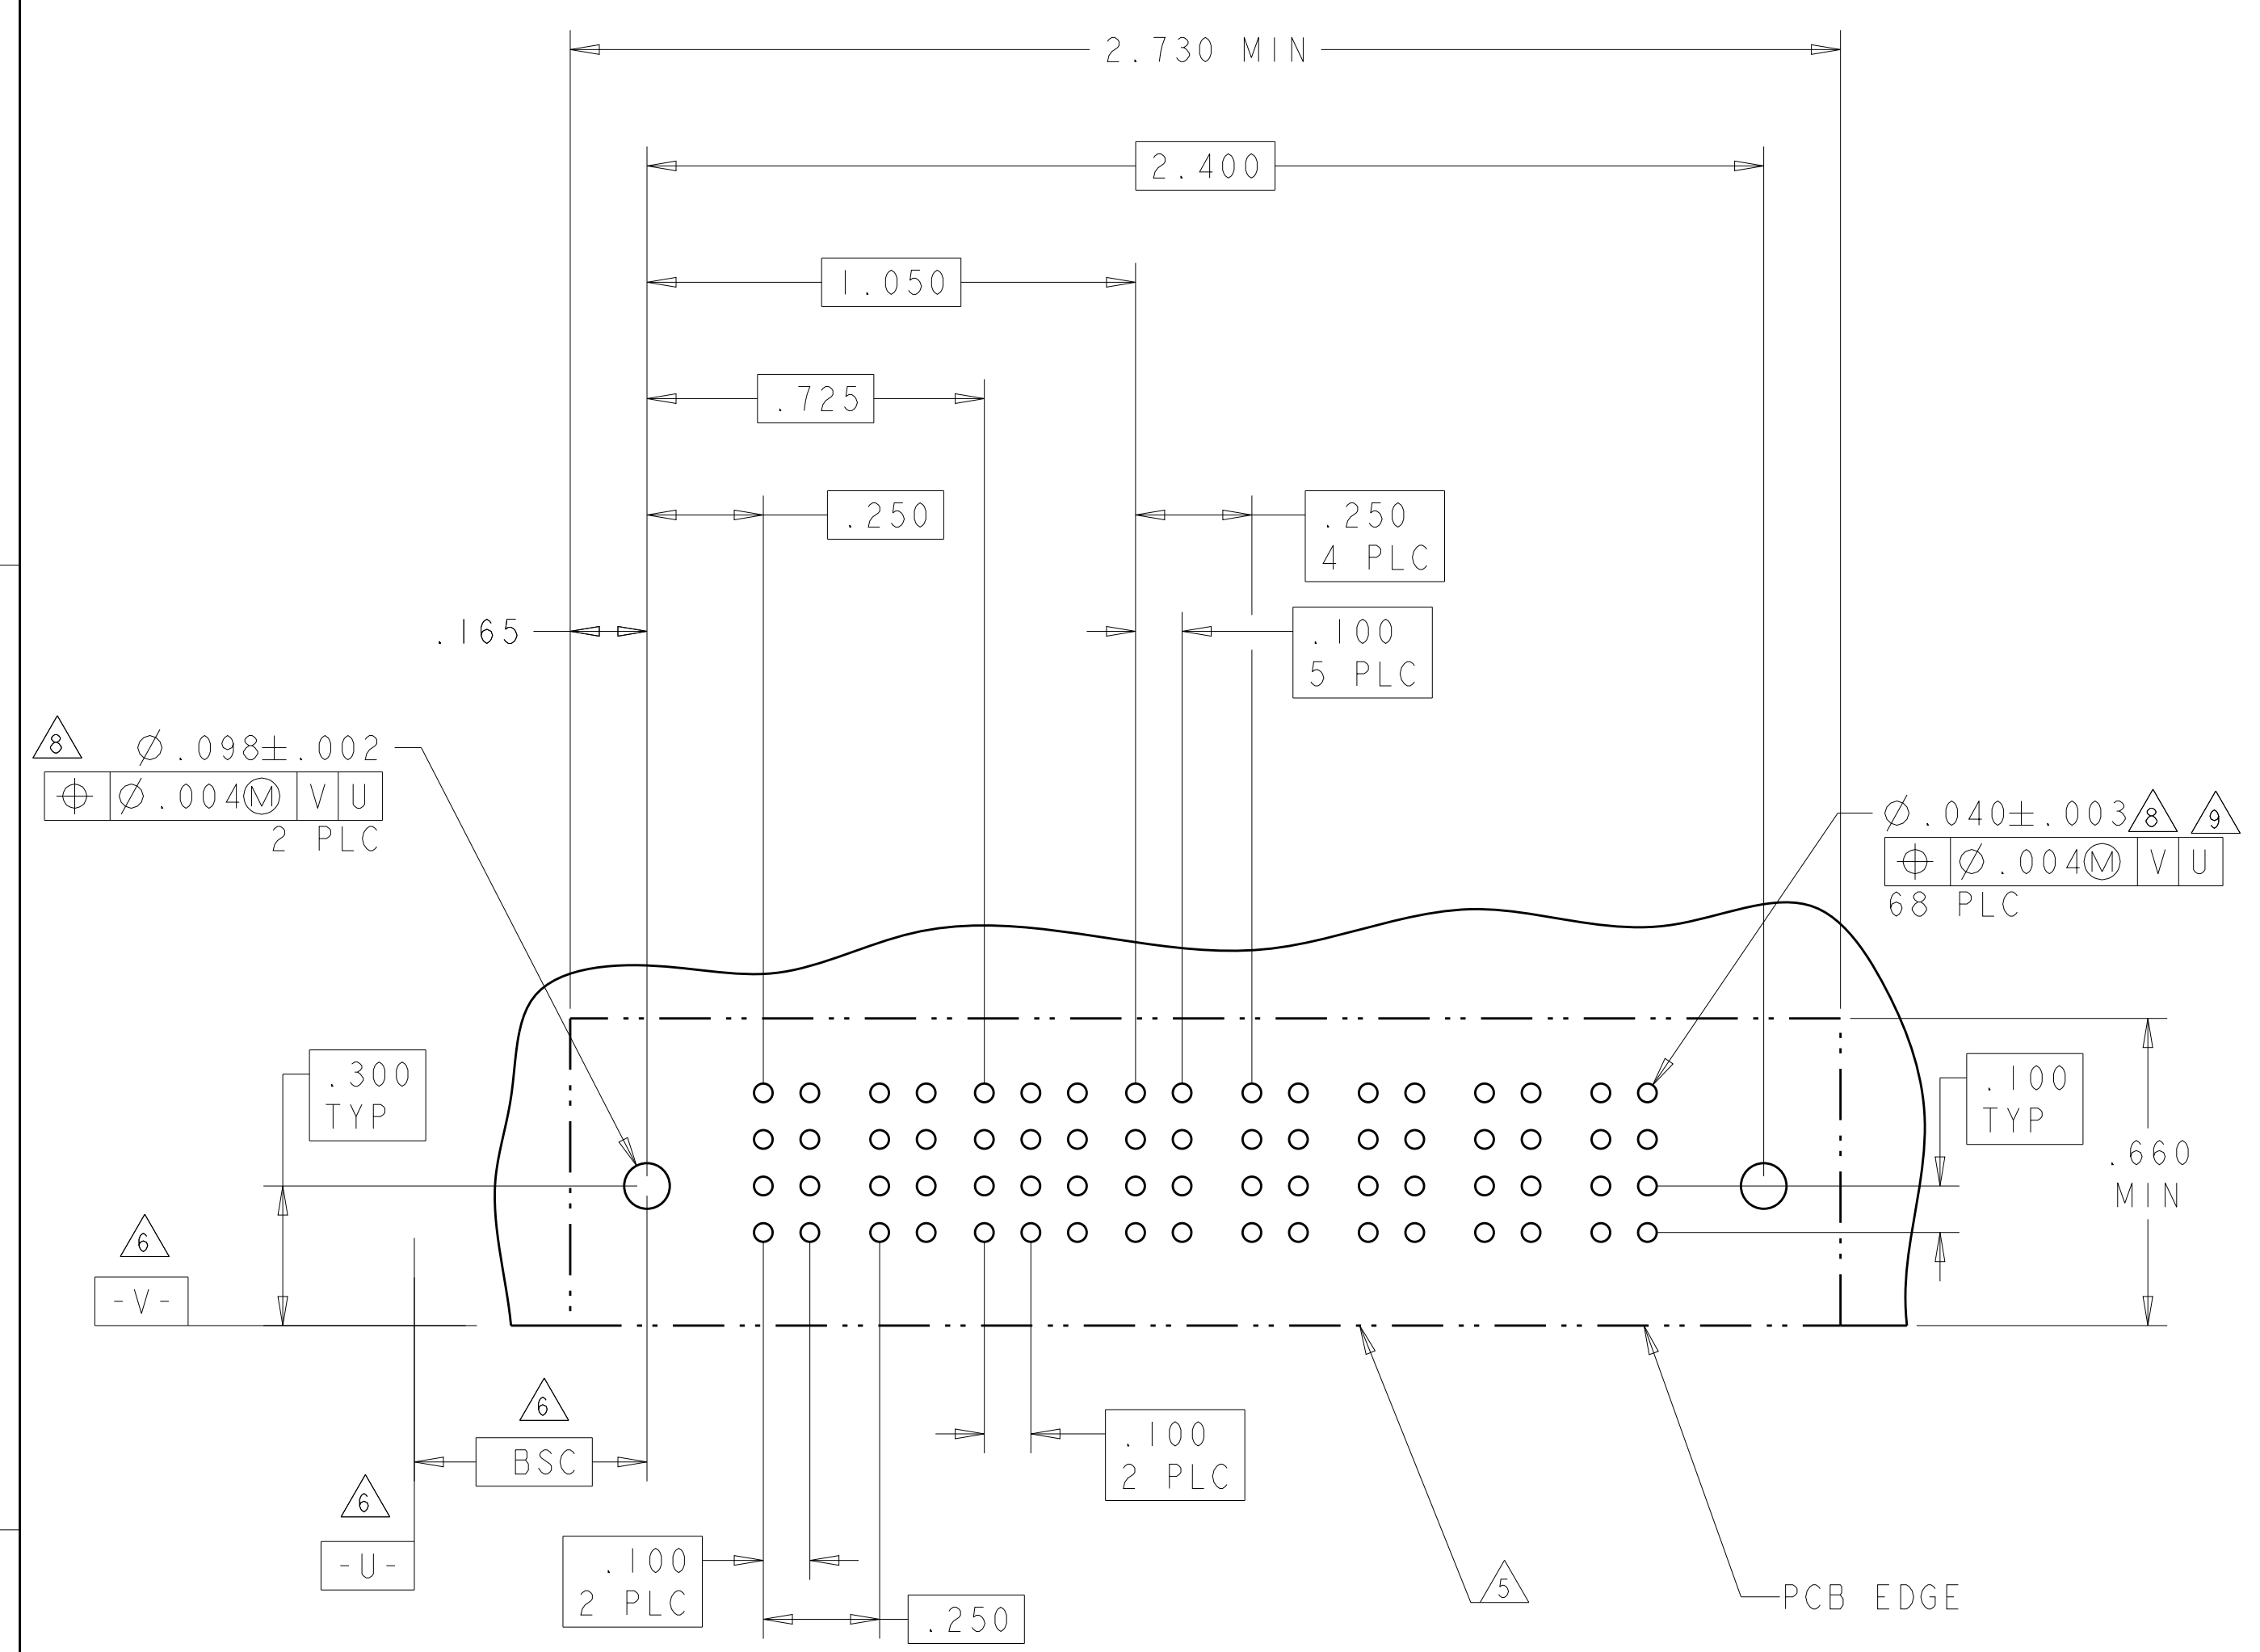 2.730 MIN
2.400
1.050
.725
.250
.250
4 PLC
.165
.100
5 PLC
8
Ø.098±.002
⌖ Ø.004Ⓜ V U
2 PLC
Ø.040±.003 8 9
⌖ Ø.004Ⓜ V U
68 PLC
.300
TYP
.100
TYP
.660
MIN
6
-V-
6
BSC
6
-U-
.100
2 PLC
.100
2 PLC
.250
5
PCB EDGE